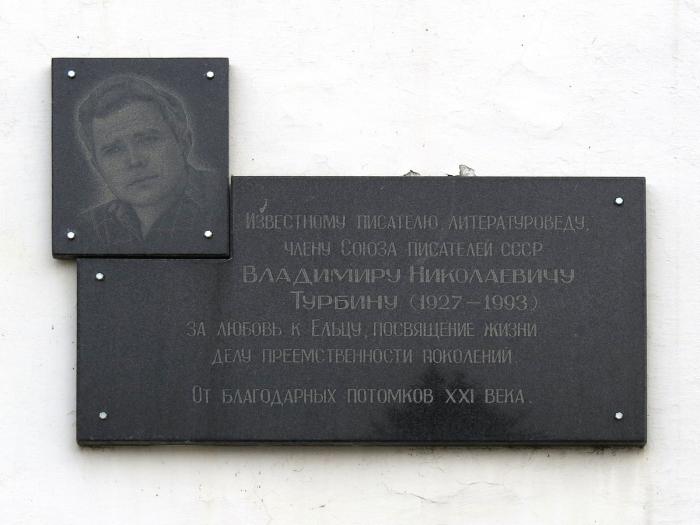 Известному писателю, литературоведу,
члену Союза писателей СССР
Владимиру Николаевичу
Турбину (1927-1993)
за любовь к Ельцу, посвящение жизни
делу преемственности поколений.
От благодарных потомков XXI века.